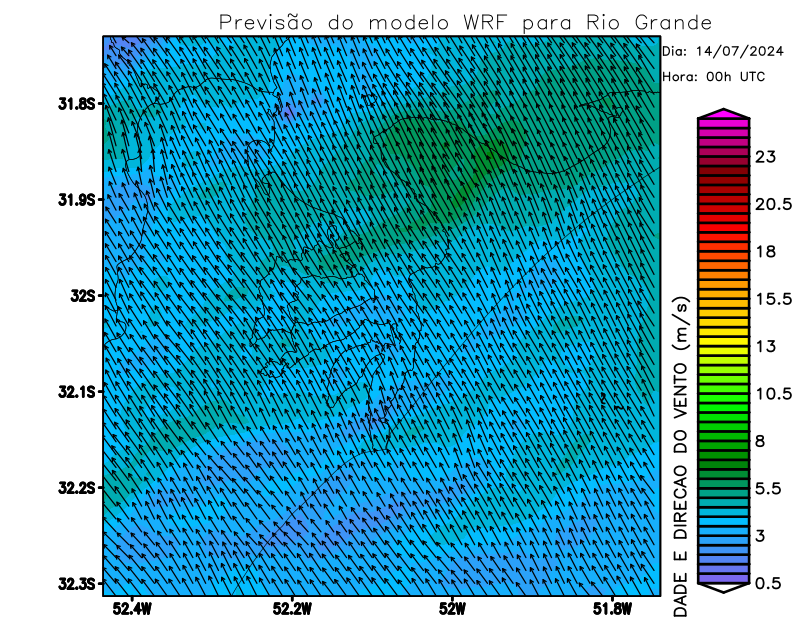 Previsão do modelo WRF para Rio Grande
Dia: 14/07/2024
Hora: 00h UTC
31.8S
31.9S
32S
32.1S
32.2S
32.3S
52.4W
52.2W
52W
51.8W
23
20.5
18
15.5
13
10.5
8
5.5
3
0.5
DADE E DIRECAO DO VENTO (m/s)